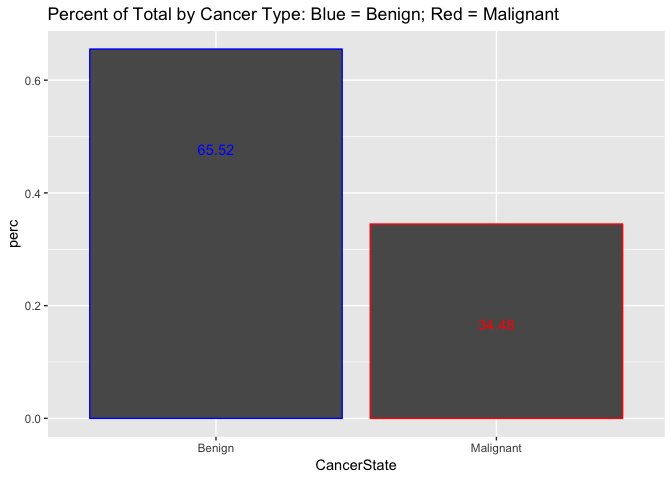 Percent of Total by Cancer Type: Blue = Benign; Red = Malignant
0.6
65.52
0.4
perc
0.2
34.48
0.0
Benign Malignant
CancerState